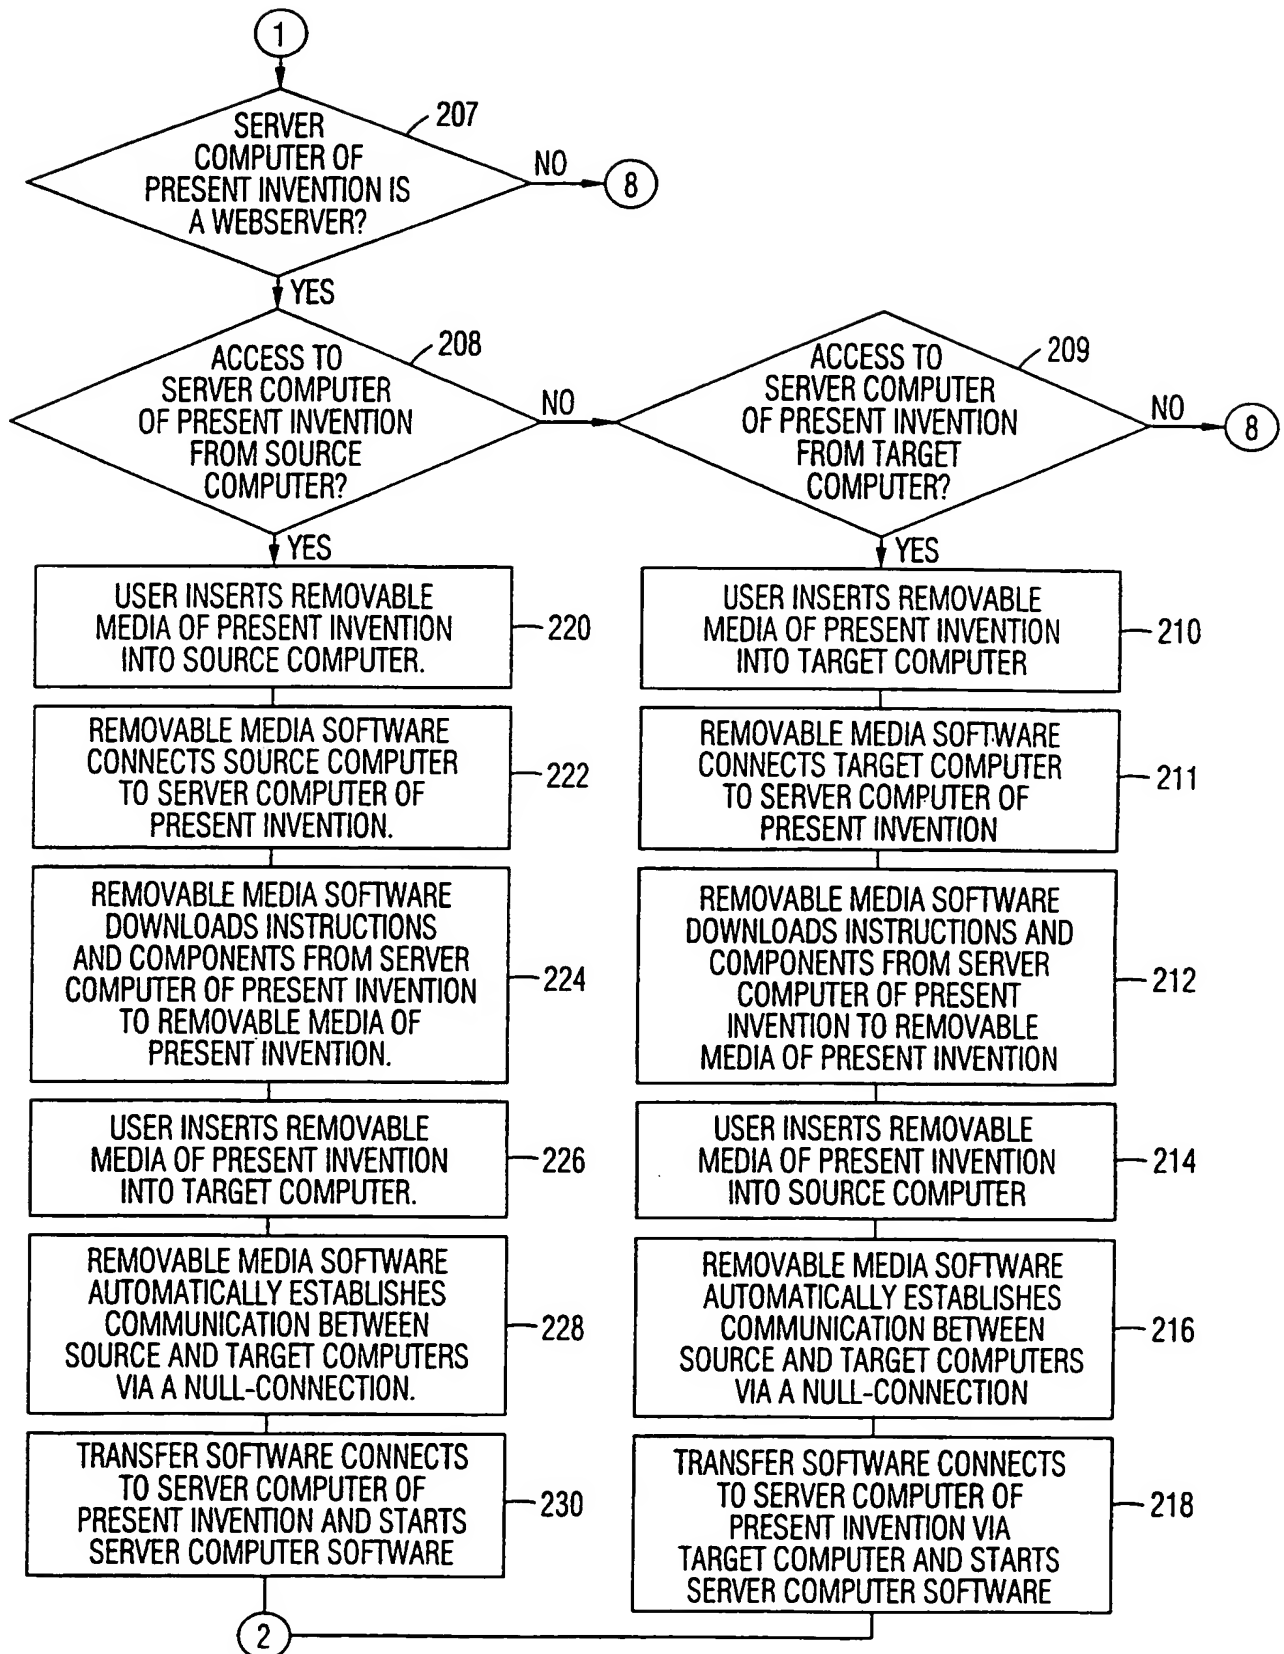 1
SERVER
COMPUTER OF
PRESENT INVENTION IS
A WEBSERVER?
207
NO
8
YES
ACCESS TO
SERVER COMPUTER
OF PRESENT INVENTION
FROM SOURCE
COMPUTER?
208
NO
ACCESS TO
SERVER COMPUTER
OF PRESENT INVENTION
FROM TARGET
COMPUTER?
209
NO
8
YES
USER INSERTS REMOVABLE
MEDIA OF PRESENT INVENTION
INTO SOURCE COMPUTER.
220
REMOVABLE MEDIA SOFTWARE
CONNECTS SOURCE COMPUTER
TO SERVER COMPUTER OF
PRESENT INVENTION.
222
REMOVABLE MEDIA SOFTWARE
DOWNLOADS INSTRUCTIONS
AND COMPONENTS FROM SERVER
COMPUTER OF PRESENT INVENTION
TO REMOVABLE MEDIA OF
PRESENT INVENTION.
224
USER INSERTS REMOVABLE
MEDIA OF PRESENT INVENTION
INTO TARGET COMPUTER.
226
REMOVABLE MEDIA SOFTWARE
AUTOMATICALLY ESTABLISHES
COMMUNICATION BETWEEN
SOURCE AND TARGET COMPUTERS
VIA A NULL-CONNECTION.
228
TRANSFER SOFTWARE CONNECTS
TO SERVER COMPUTER OF
PRESENT INVENTION AND STARTS
SERVER COMPUTER SOFTWARE
230
YES
USER INSERTS REMOVABLE
MEDIA OF PRESENT INVENTION
INTO TARGET COMPUTER
210
REMOVABLE MEDIA SOFTWARE
CONNECTS TARGET COMPUTER
TO SERVER COMPUTER OF
PRESENT INVENTION
211
REMOVABLE MEDIA SOFTWARE
DOWNLOADS INSTRUCTIONS AND
COMPONENTS FROM SERVER
COMPUTER OF PRESENT
INVENTION TO REMOVABLE
MEDIA OF PRESENT INVENTION
212
USER INSERTS REMOVABLE
MEDIA OF PRESENT INVENTION
INTO SOURCE COMPUTER
214
REMOVABLE MEDIA SOFTWARE
AUTOMATICALLY ESTABLISHES
COMMUNICATION BETWEEN
SOURCE AND TARGET COMPUTERS
VIA A NULL-CONNECTION
216
TRANSFER SOFTWARE CONNECTS
TO SERVER COMPUTER OF
PRESENT INVENTION VIA
TARGET COMPUTER AND STARTS
SERVER COMPUTER SOFTWARE
218
2